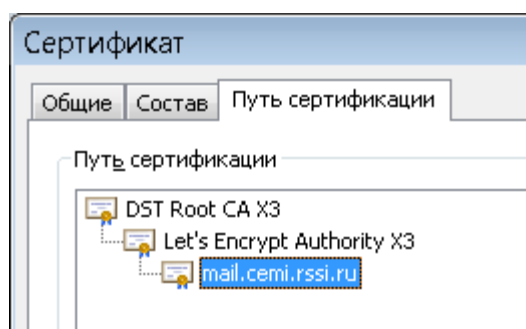 Сертификат
Общие Состав Путь сертификации
Путь сертификации
DST Root CA X3
Let's Encrypt Authority X3
mail.cemi.rssi.ru